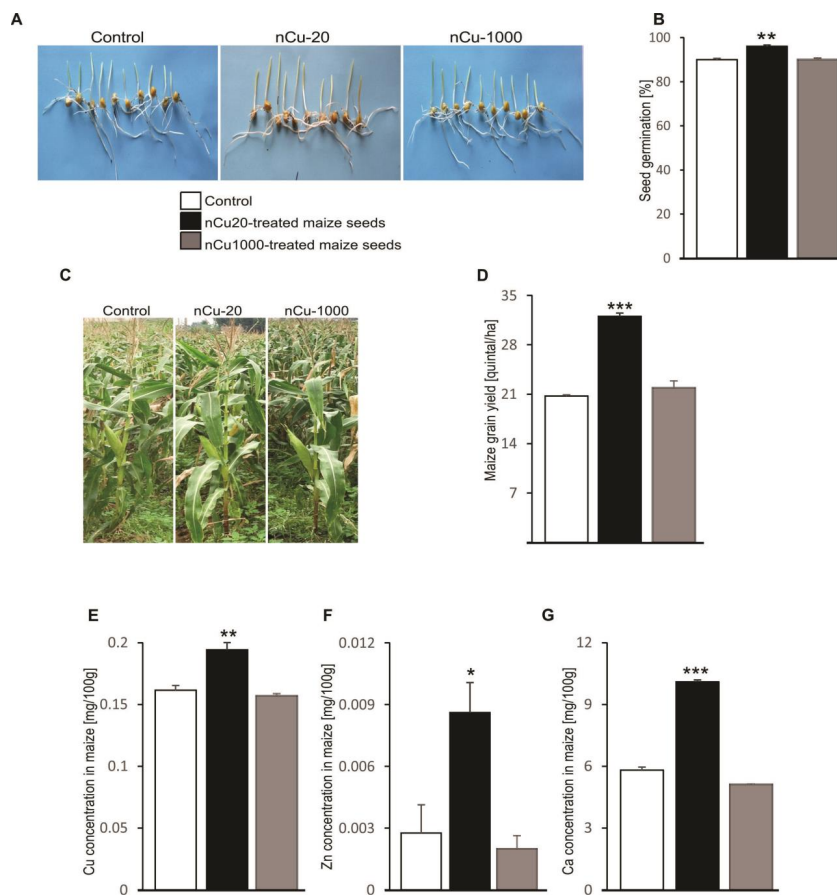 A
Control
nCu-20
nCu-1000
Control
nCu20-treated maize seeds
nCu1000-treated maize seeds
B
**
Seed germination [%]
100
80
60
40
20
0
C
Control
nCu-20
nCu-1000
D
***
Maize grain yield [quintal/ha]
35
28
21
14
7
E
**
Cu concentration in maize [mg/100g]
0.2
0.15
0.1
0.05
0
F
*
Zn concentration in maize [mg/100g]
0.012
0.009
0.006
0.003
0
G
***
Ca concentration in maize [mg/100g]
12
9
6
3
0